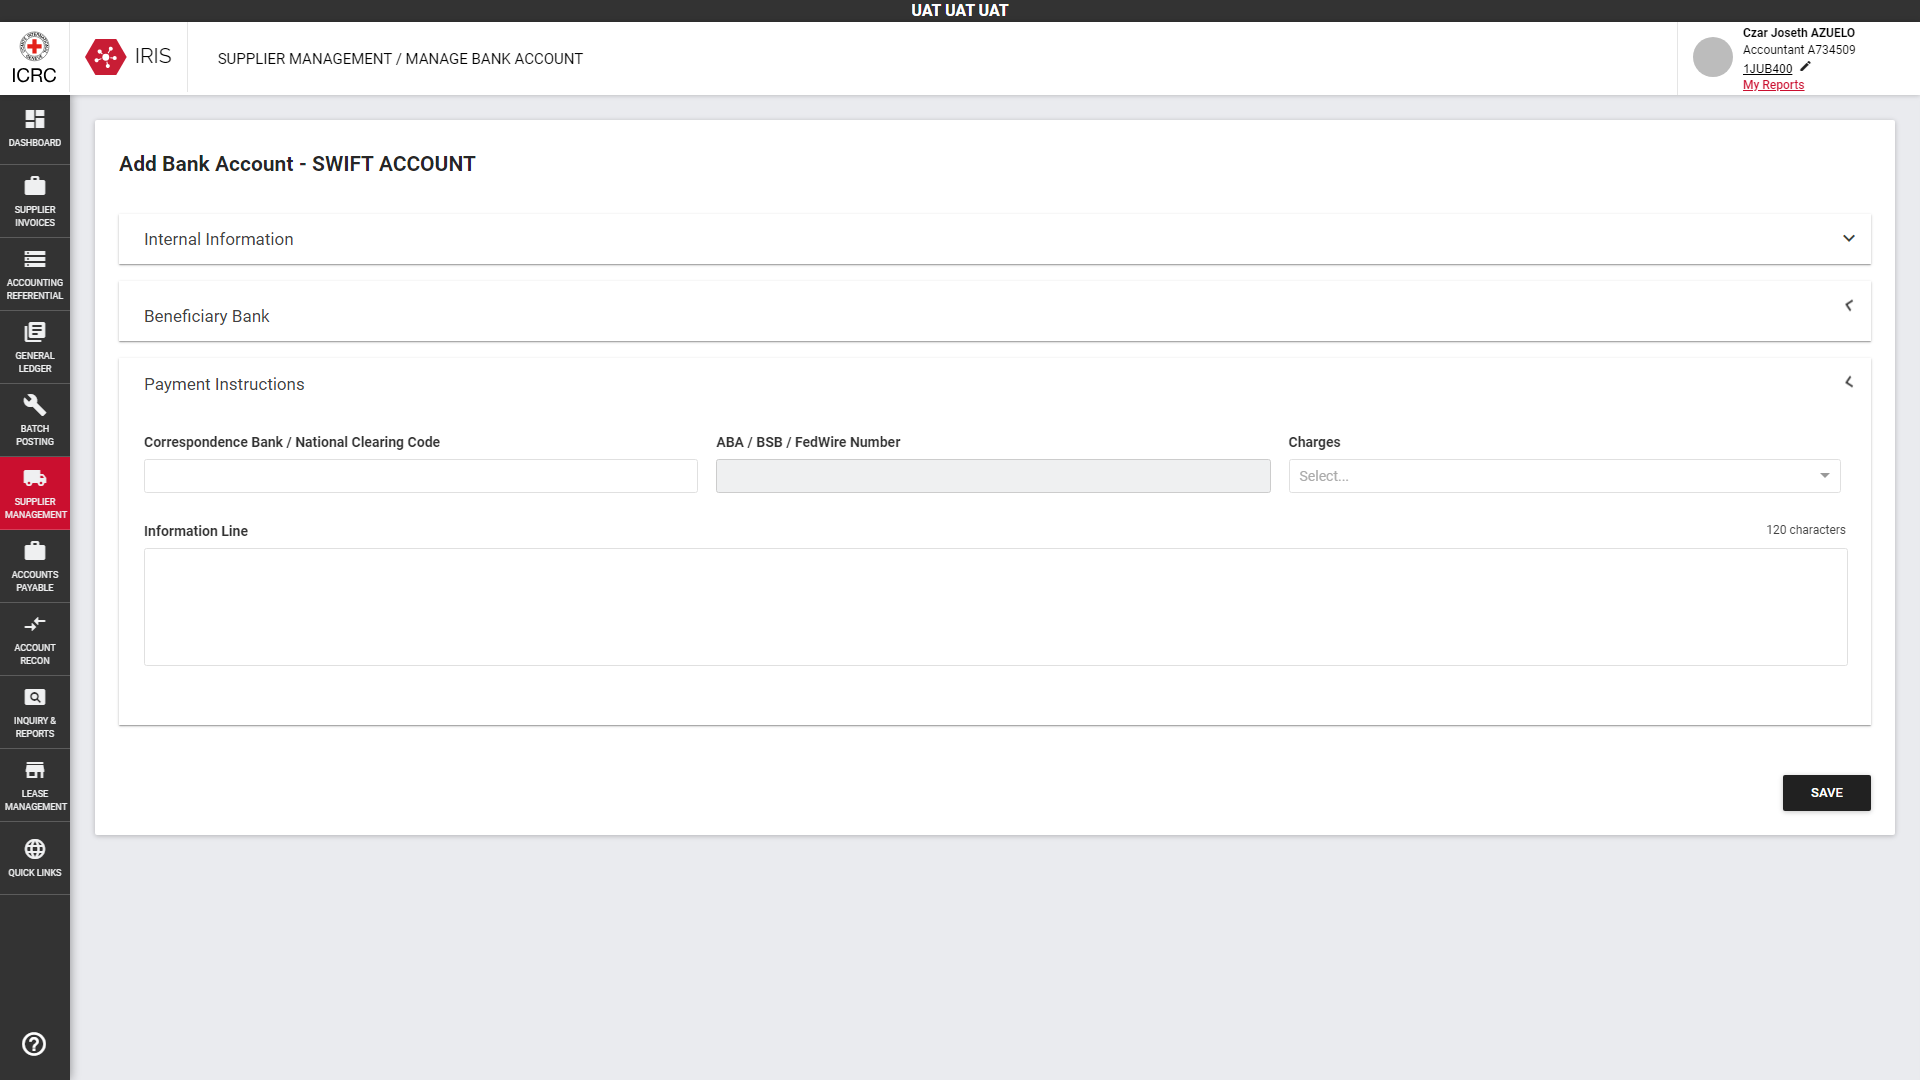 UAT UAT UAT
ICRC
IRIS
SUPPLIER MANAGEMENT / MANAGE BANK ACCOUNT
Czar Joseth AZUELO
Accountant A734509
1JUB400
My Reports
DASHBOARD
SUPPLIER
INVOICES
ACCOUNTING
REFERENTIAL
GENERAL
LEDGER
BATCH
POSTING
SUPPLIER
MANAGEMENT
ACCOUNTS
PAYABLE
ACCOUNT
RECON
INQUIRY &
REPORTS
LEASE
MANAGEMENT
QUICK LINKS
Add Bank Account - SWIFT ACCOUNT
Internal Information
Beneficiary Bank
Payment Instructions
Correspondence Bank / National Clearing Code
ABA / BSB / FedWire Number
Charges
Select...
Information Line
120 characters
SAVE